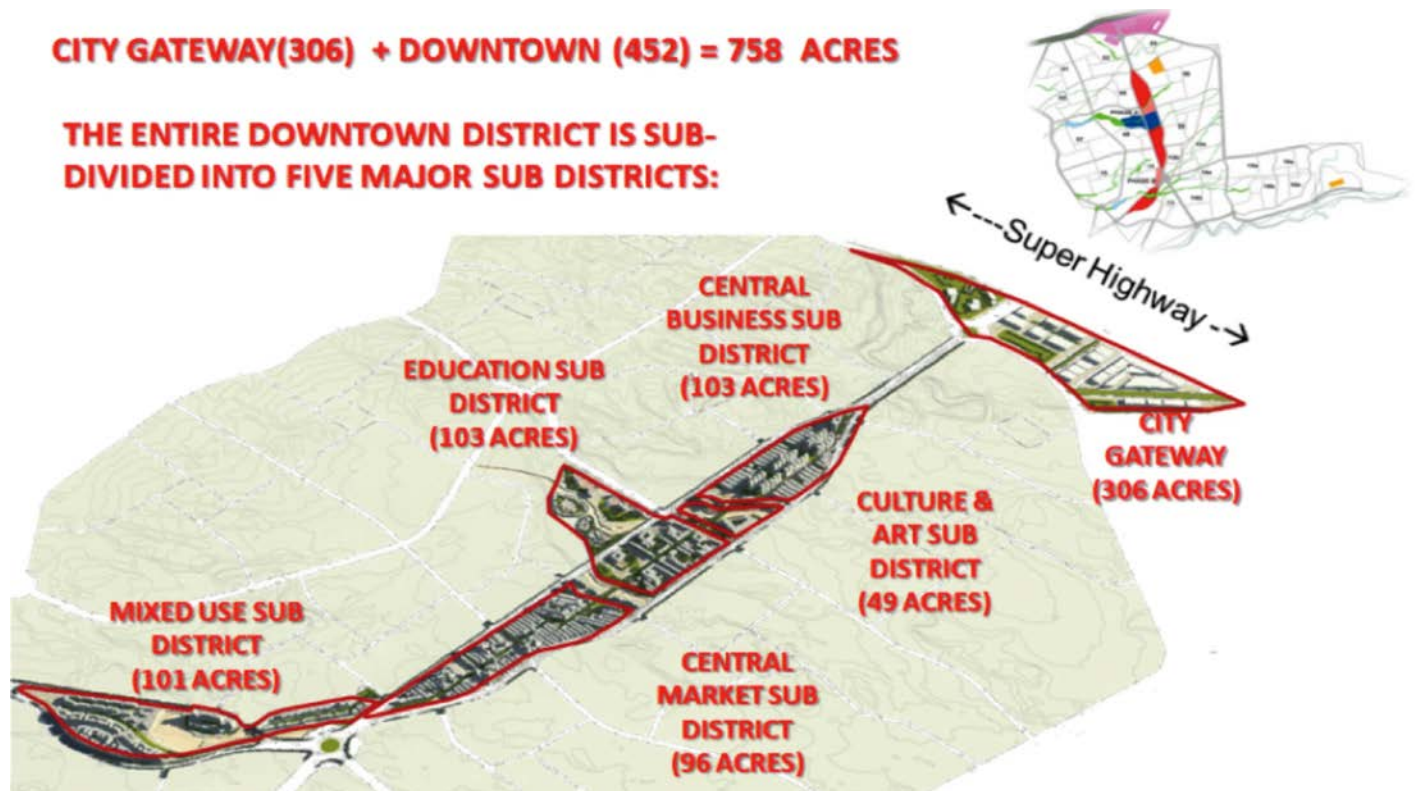 CITY GATEWAY(306) + DOWNTOWN (452) = 758 ACRES
THE ENTIRE DOWNTOWN DISTRICT IS SUB-
DIVIDED INTO FIVE MAJOR SUB DISTRICTS:
<---Super Highway-->
CENTRAL
BUSINESS SUB
DISTRICT
(103 ACRES)
EDUCATION SUB
DISTRICT
(103 ACRES)
CITY
GATEWAY
(306 ACRES)
CULTURE &
ART SUB
DISTRICT
(49 ACRES)
MIXED USE SUB
DISTRICT
(101 ACRES)
CENTRAL
MARKET SUB
DISTRICT
(96 ACRES)